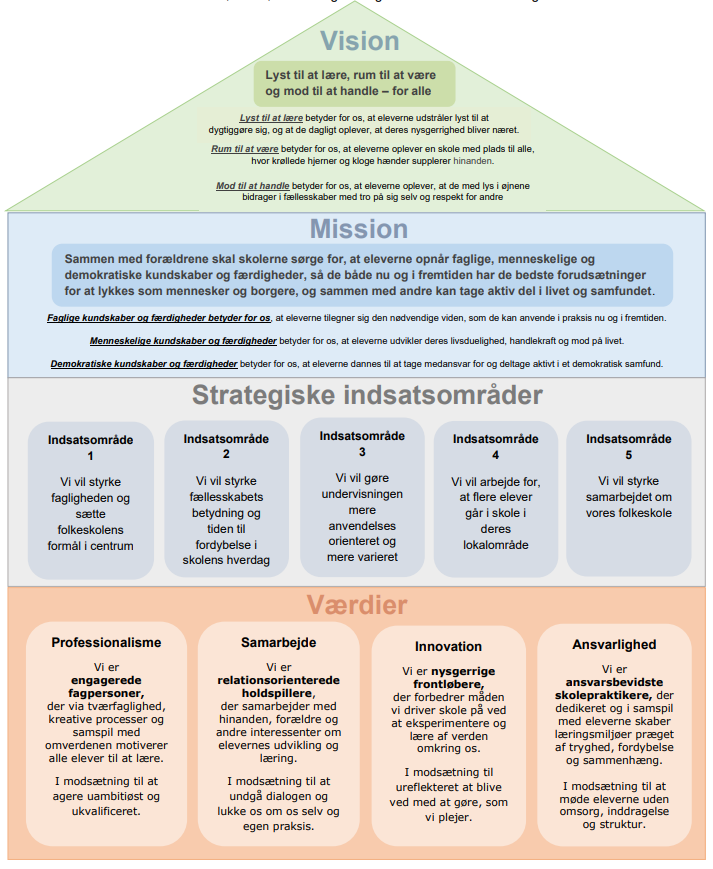 Vision
Lyst til at lære, rum til at være
og mod til at handle – for alle
Lyst til at lære betyder for os, at eleverne udstråler lyst til at
dygtiggøre sig, og at de dagligt oplever, at deres nysgerrighed bliver næret.
Rum til at være betyder for os, at eleverne oplever en skole med plads til alle,
hvor krøllede hjerner og kloge hænder supplerer hinanden.
Mod til at handle betyder for os, at eleverne oplever, at de med lys i øjnene
bidrager i fællesskaber med tro på sig selv og respekt for andre
Mission
Sammen med forældrene skal skolerne sørge for, at eleverne opnår faglige, menneskelige og
demokratiske kundskaber og færdigheder, så de både nu og i fremtiden har de bedste forudsætninger
for at lykkes som mennesker og borgere, og sammen med andre kan tage aktiv del i livet og samfundet.
Faglige kundskaber og færdigheder betyder for os, at eleverne tilegner sig den nødvendige viden, som de kan anvende i praksis nu og i fremtiden.
Menneskelige kundskaber og færdigheder betyder for os, at eleverne udvikler deres livsduelighed, handlekraft og mod på livet.
Demokratiske kundskaber og færdigheder betyder for os, at eleverne dannes til at tage medansvar for og deltage aktivt i et demokratisk samfund.
Strategiske indsatsområder
Indsatsområde
1
Vi vil styrke
fagligheden og
sætte
folkeskolens
formål i centrum
Indsatsområde
2
Vi vil styrke
fællesskabets
betydning og
tiden til
fordybelse i
skolens hverdag
Indsatsområde
3
Vi vil gøre
undervisningen
mere
anvendelses
orienteret og
mere varieret
Indsatsområde
4
Vi vil arbejde for,
at flere elever
går i skole i
deres
lokalområde
Indsatsområde
5
Vi vil styrke
samarbejdet om
vores folkeskole
Værdier
Professionalisme
Vi er
engagerede
fagpersoner,
der via tværfaglighed,
kreative processer og
samspil med
omverdenen motiverer
alle elever til at lære.
I modsætning til at
agere uambitiøst og
ukvalificeret.
Samarbejde
Vi er
relationsorienterede
holdspillere,
der samarbejder med
hinanden, forældre og
andre interessenter om
elevernes udvikling og
læring.
I modsætning til at
undgå dialogen og
lukke os om os selv og
egen praksis.
Innovation
Vi er nysgerrige
frontløbere,
der forbedrer måden
vi driver skole på ved
at eksperimentere og
lære af verden
omkring os.
I modsætning til
ureflekteret at blive
ved med at gøre, som
vi plejer.
Ansvarlighed
Vi er
ansvarsbevidste
skolepraktikere, der
dedikeret og i samspil
med eleverne skaber
læringsmiljøer præget
af tryghed, fordybelse
og sammenhæng.
I modsætning til at
møde eleverne uden
omsorg, inddragelse
og struktur.